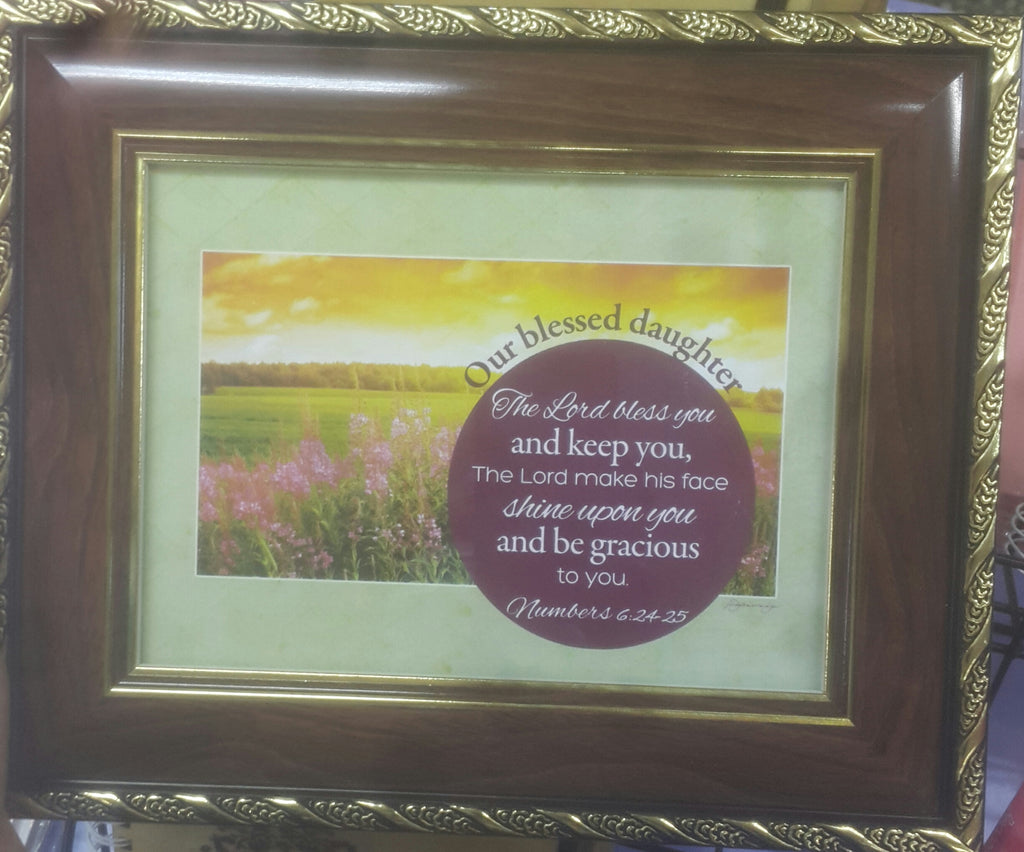 Our blessed daughter
The Lord bless you
and keep you,
The Lord make his face
shine upon you
and be gracious
to you.
Numbers 6:24-25